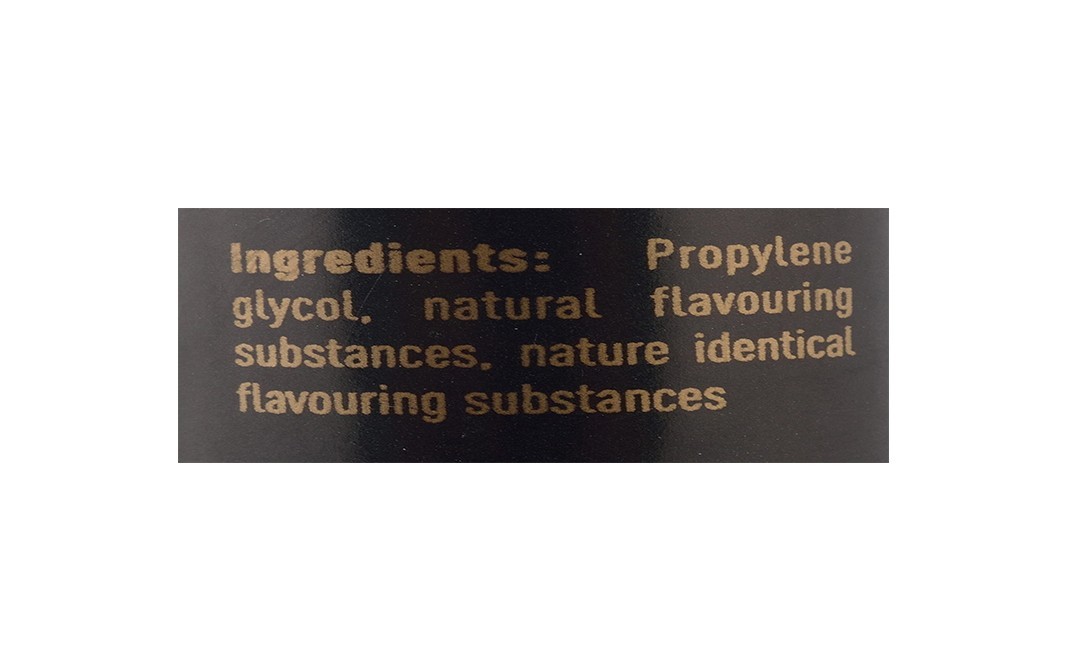 Ingredients: Propylene
glycol, natural flavouring
substances, nature identical
flavouring substances